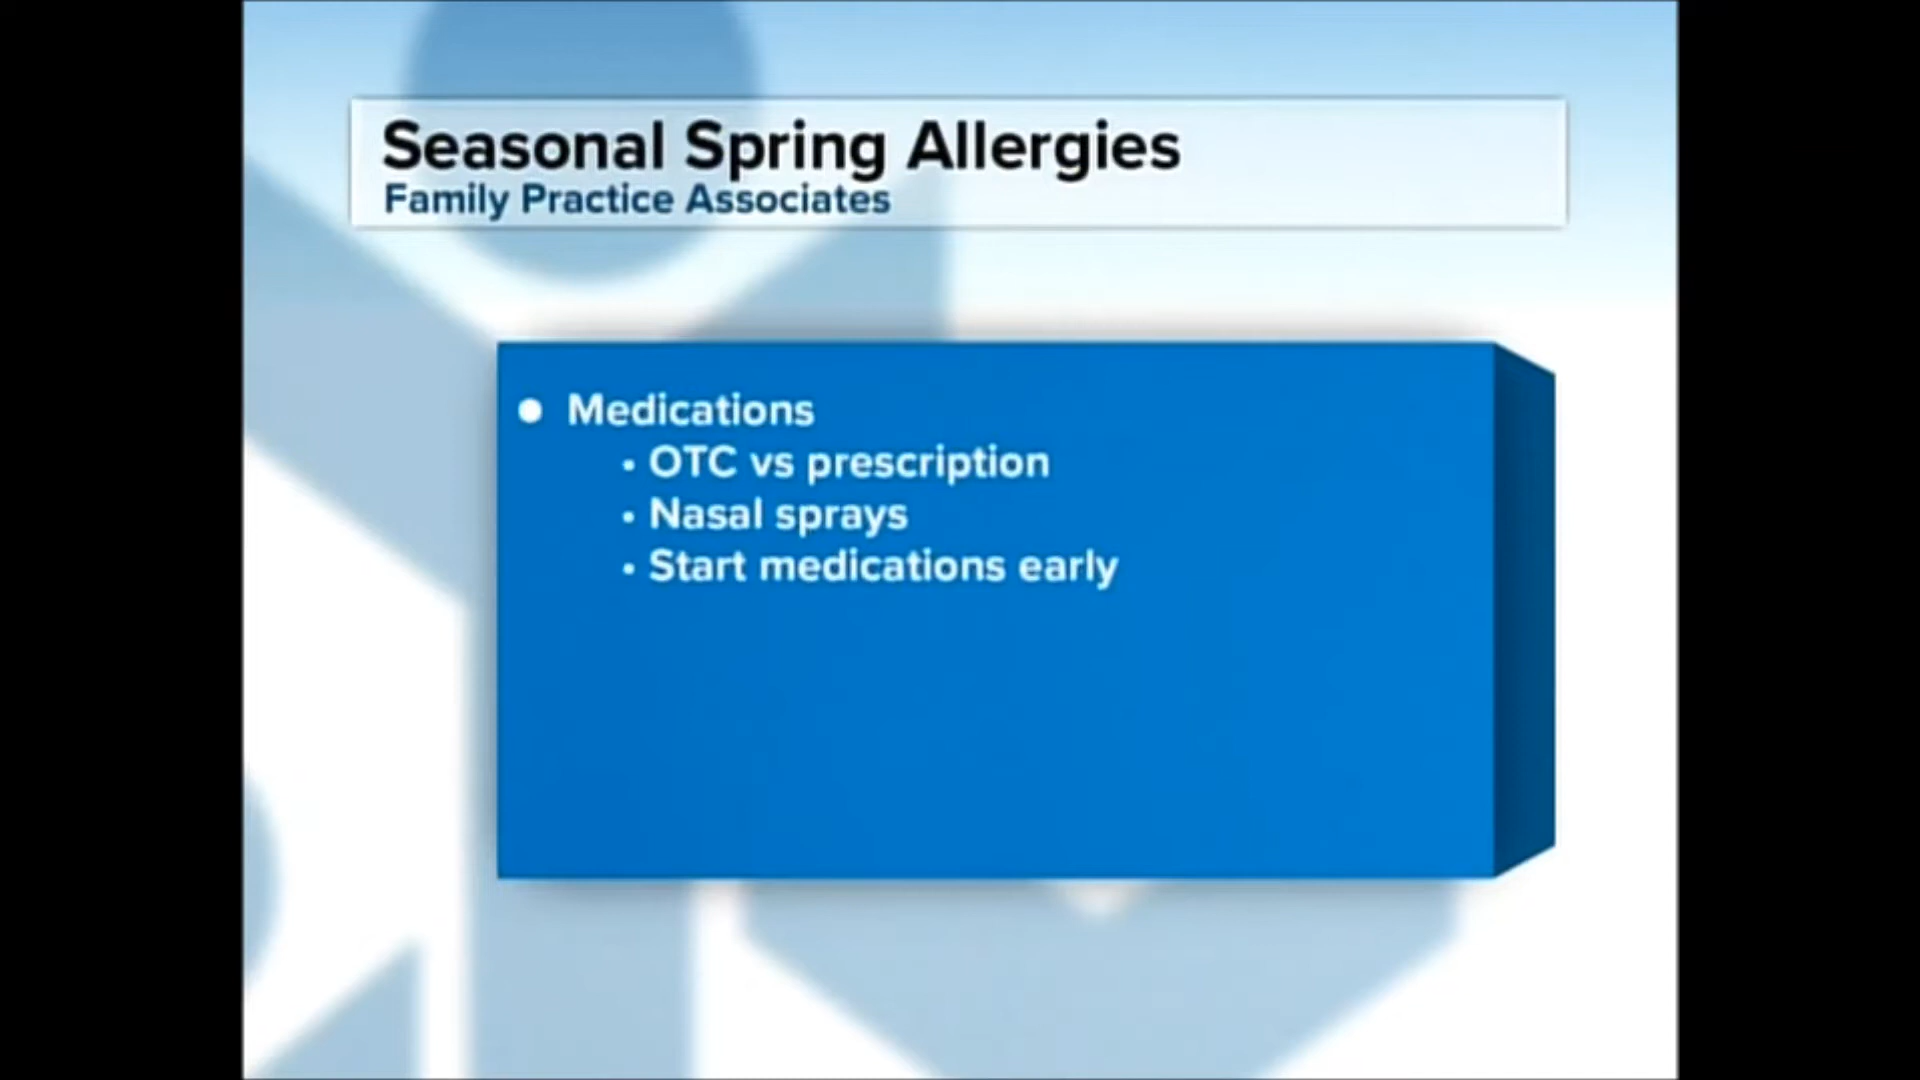 Seasonal Spring Allergies
Family Practice Associates
● Medications
• OTC vs prescription
• Nasal sprays
• Start medications early